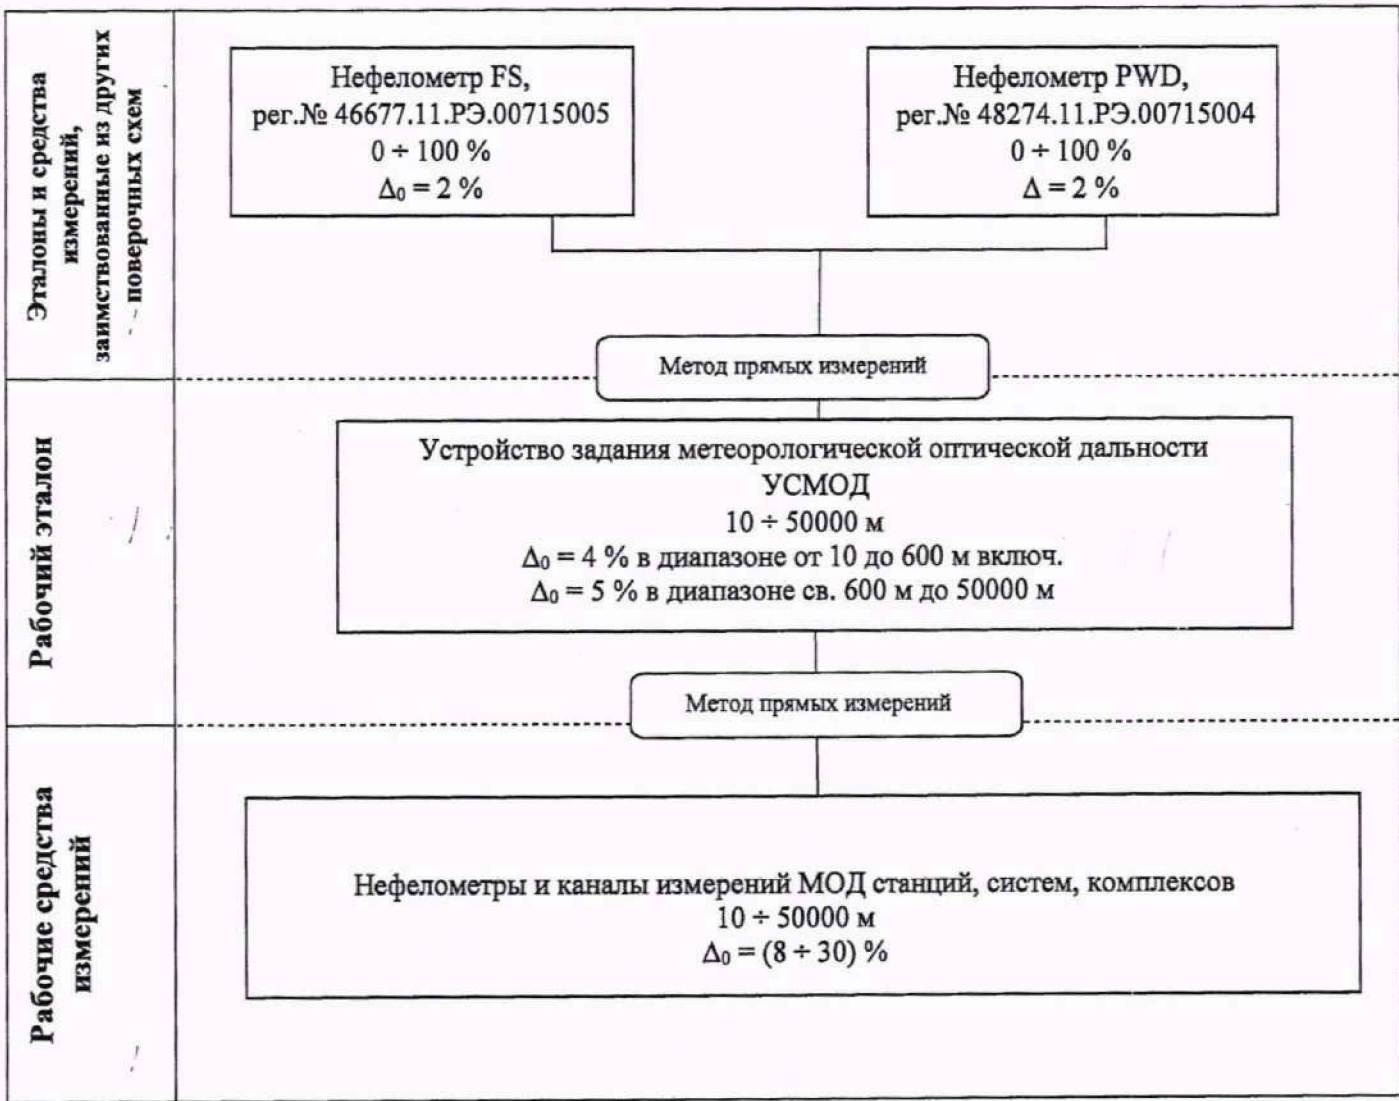 Эталоны и средства
измерений,
заимствованные из других
поверочных схем
Нефелометр FS,
рег.№ 46677.11.РЭ.00715005
0 ÷ 100 %
Δ₀ = 2 %
Нефелометр PWD,
рег.№ 48274.11.РЭ.00715004
0 ÷ 100 %
Δ = 2 %
Метод прямых измерений
Рабочий эталон
Устройство задания метеорологической оптической дальности
УСМОД
10 ÷ 50000 м
Δ₀ = 4 % в диапазоне от 10 до 600 м включ.
Δ₀ = 5 % в диапазоне св. 600 м до 50000 м
Метод прямых измерений
Рабочие средства
измерений
Нефелометры и каналы измерений МОД станций, систем, комплексов
10 ÷ 50000 м
Δ₀ = (8 ÷ 30) %